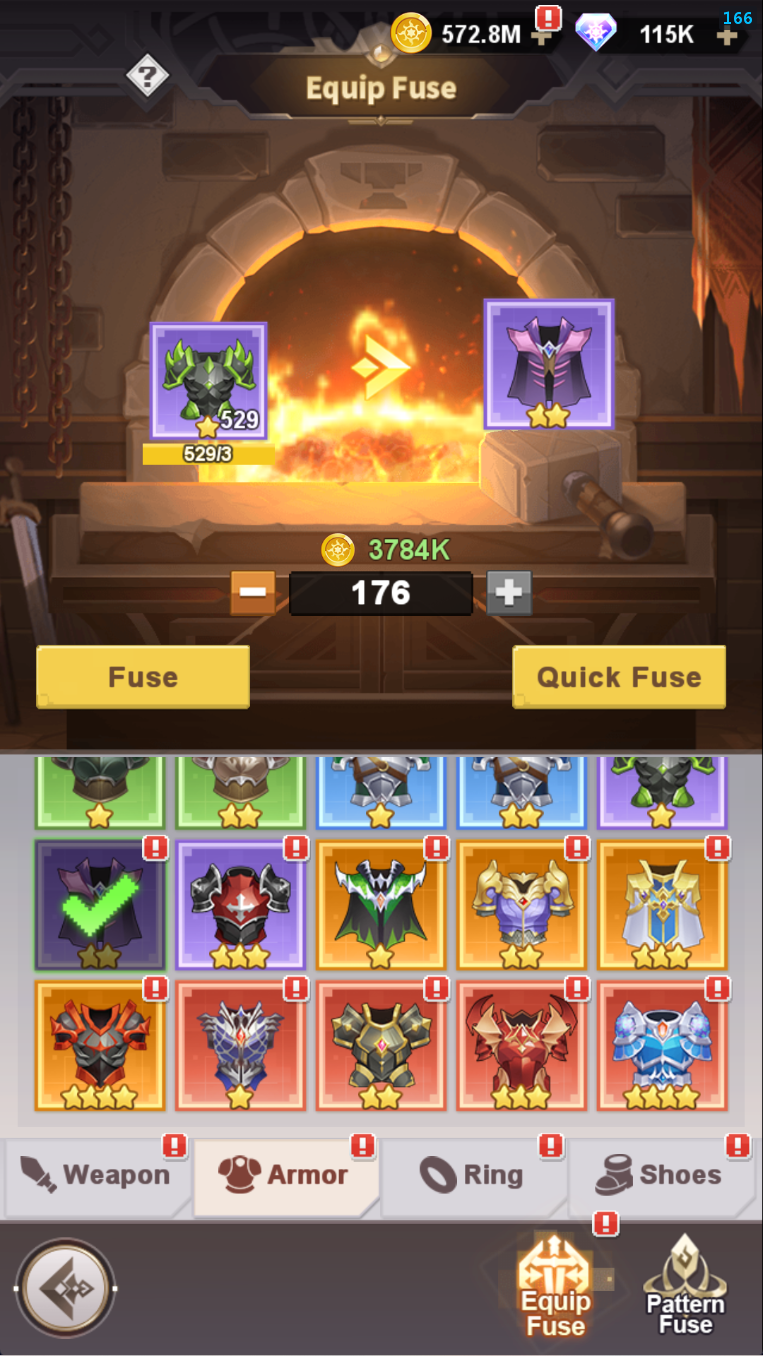 166
572.8M
115K
?
Equip Fuse
529
529/3
3784K
176
Fuse
Quick Fuse
Weapon
Armor
Ring
Shoes
Equip
Fuse
Pattern
Fuse